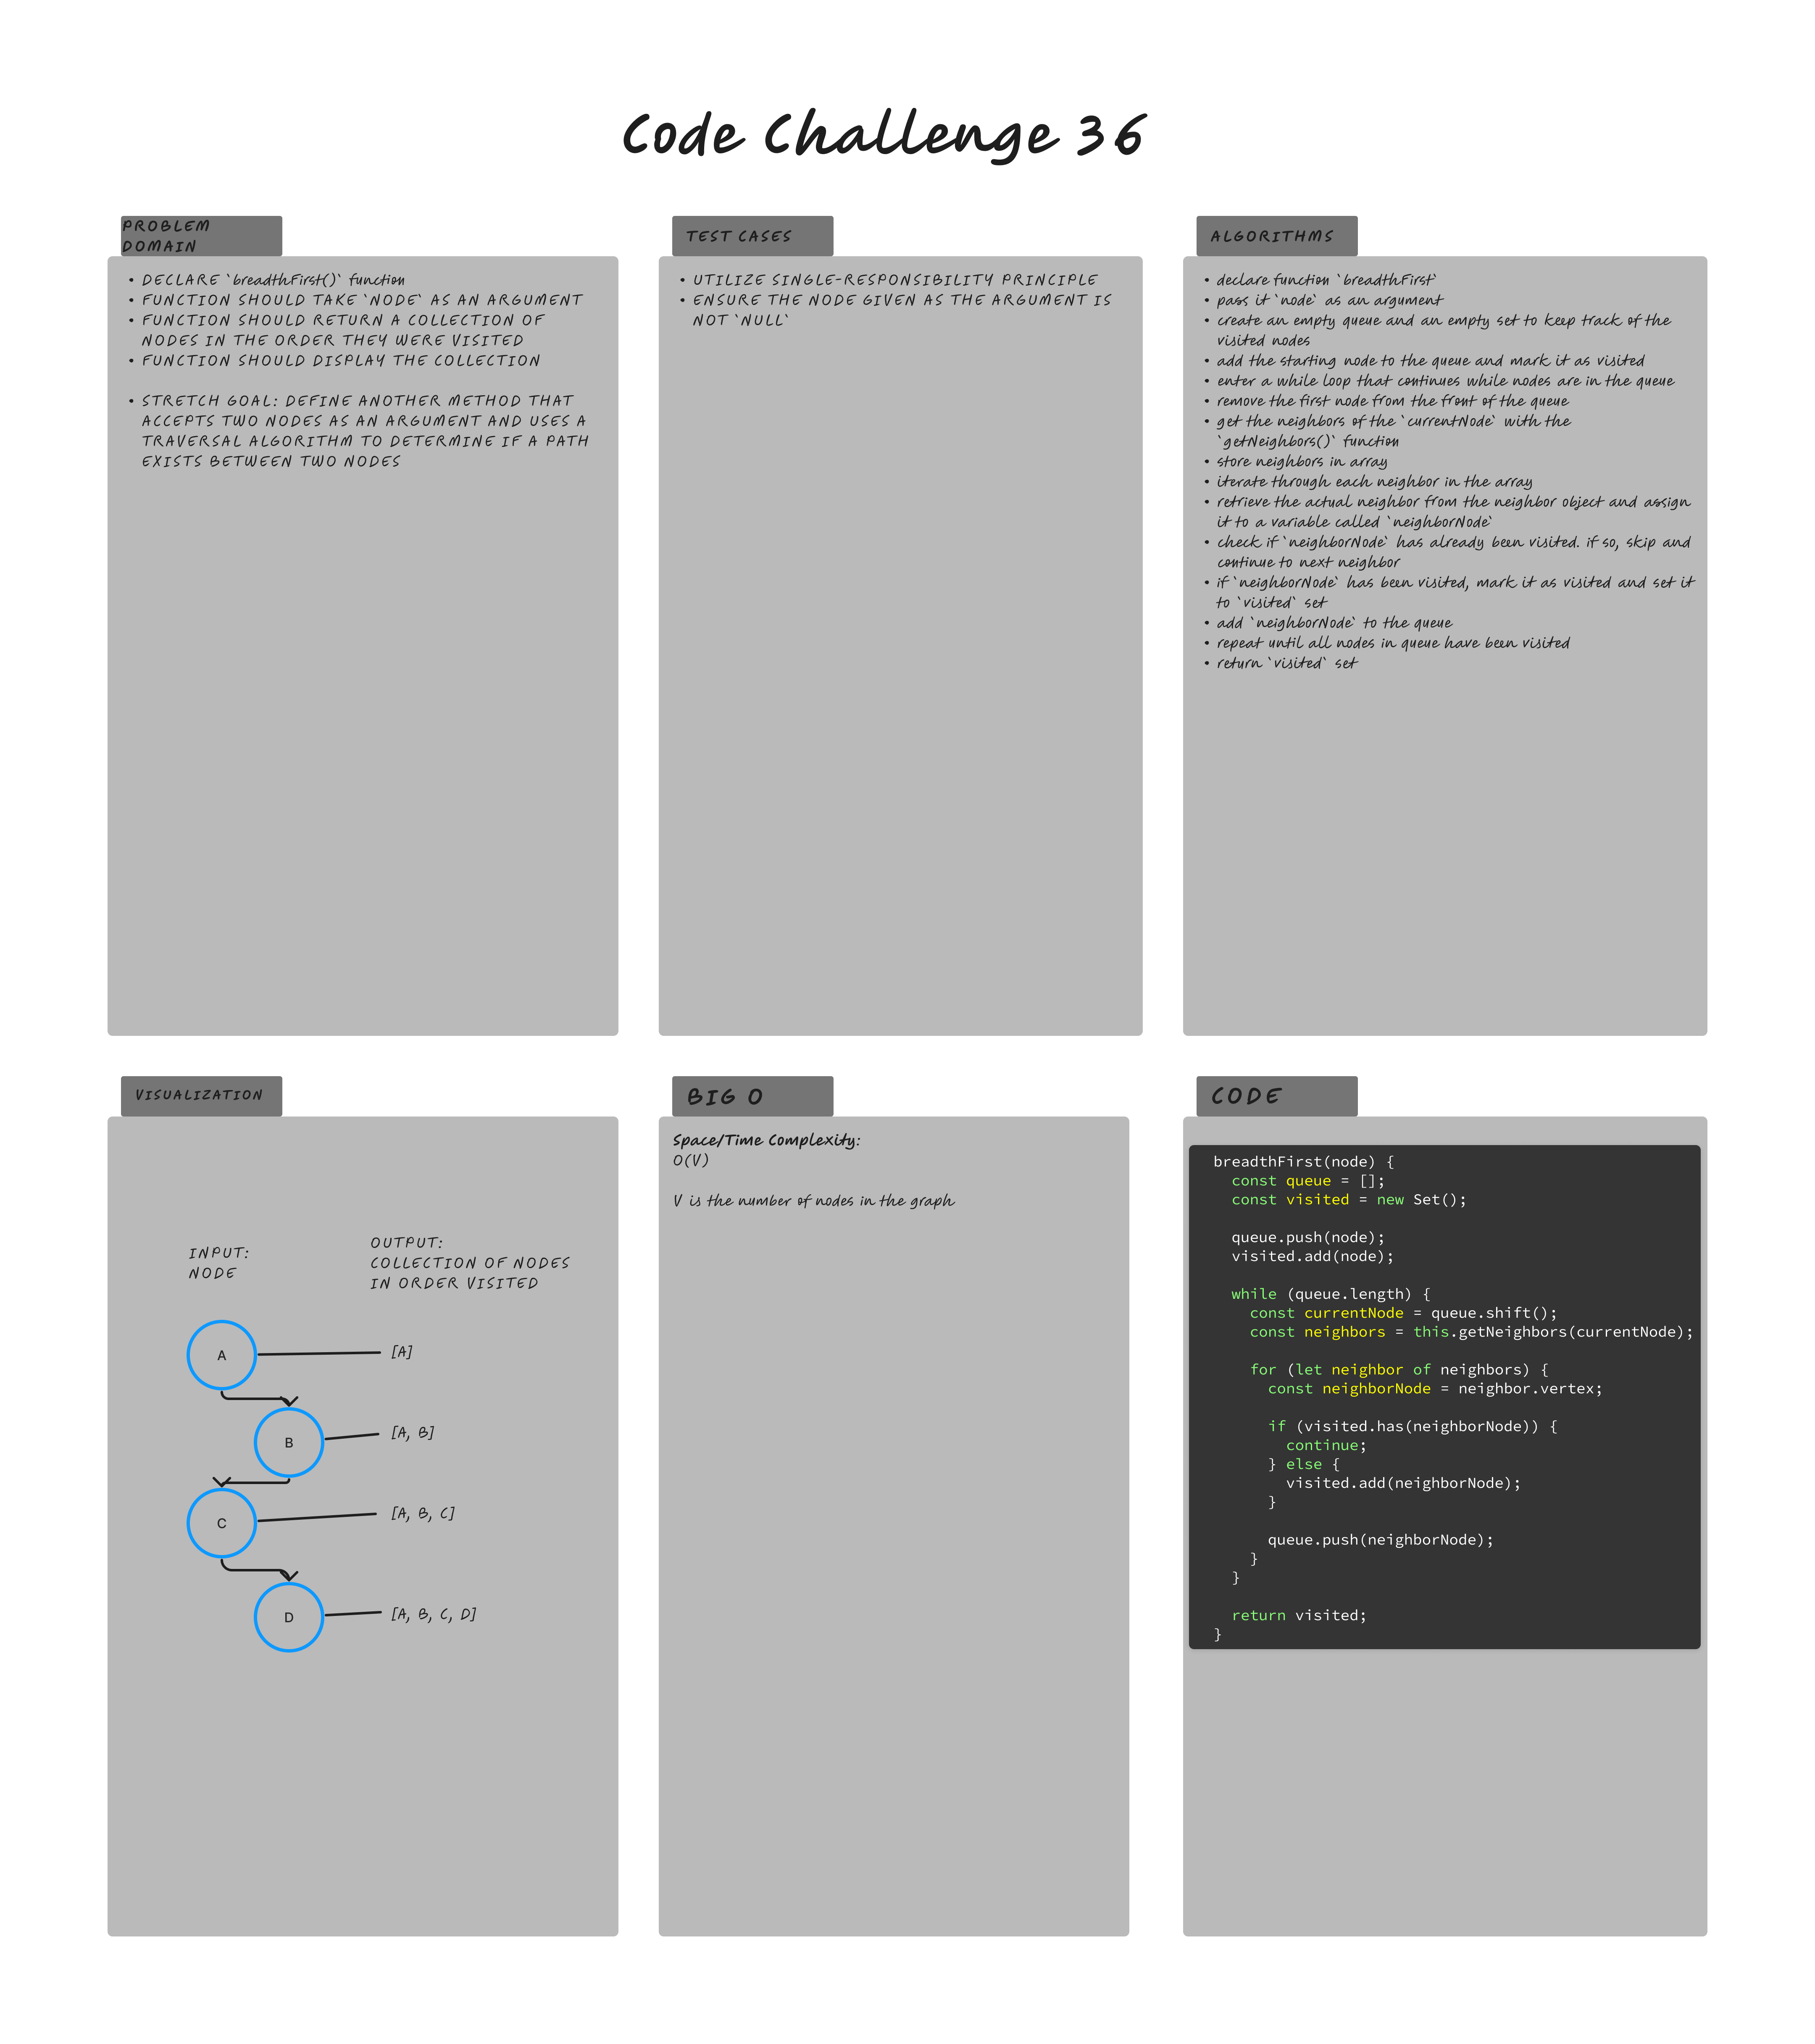 Code Challenge 36
PROBLEM
DOMAIN
• DECLARE `breadthFirst()` function
• FUNCTION SHOULD TAKE `NODE` AS AN ARGUMENT
• FUNCTION SHOULD RETURN A COLLECTION OF
NODES IN THE ORDER THEY WERE VISITED
• FUNCTION SHOULD DISPLAY THE COLLECTION
• STRETCH GOAL: DEFINE ANOTHER METHOD THAT
ACCEPTS TWO NODES AS AN ARGUMENT AND USES A
TRAVERSAL ALGORITHM TO DETERMINE IF A PATH
EXISTS BETWEEN TWO NODES
TEST CASES
• UTILIZE SINGLE-RESPONSIBILITY PRINCIPLE
• ENSURE THE NODE GIVEN AS THE ARGUMENT IS
NOT `NULL`
ALGORITHMS
• declare function `breadthFirst`
• pass it `node` as an argument
• create an empty queue and an empty set to keep track of the
visited nodes
• add the starting node to the queue and mark it as visited
• enter a while loop that continues while nodes are in the queue
• remove the first node from the front of the queue
• get the neighbors of the `currentNode` with the
`getNeighbors()` function
• store neighbors in array
• iterate through each neighbor in the array
• retrieve the actual neighbor from the neighbor object and assign
it to a variable called `neighborNode`
• check if `neighborNode` has already been visited. if so, skip and
continue to next neighbor
• if `neighborNode` has been visited, mark it as visited and set it
to `visited` set
• add `neighborNode` to the queue
• repeat until all nodes in queue have been visited
• return `visited` set
VISUALIZATION
INPUT:
NODE
OUTPUT:
COLLECTION OF NODES
IN ORDER VISITED
A
[A]
B
[A, B]
C
[A, B, C]
D
[A, B, C, D]
BIG O
Space/Time Complexity:
O(V)
V is the number of nodes in the graph
CODE
breadthFirst(node) {
  const queue = [];
  const visited = new Set();
  queue.push(node);
  visited.add(node);
  while (queue.length) {
    const currentNode = queue.shift();
    const neighbors = this.getNeighbors(currentNode);
    for (let neighbor of neighbors) {
      const neighborNode = neighbor.vertex;
      if (visited.has(neighborNode)) {
        continue;
      } else {
        visited.add(neighborNode);
      }
      queue.push(neighborNode);
    }
  }
  return visited;
}